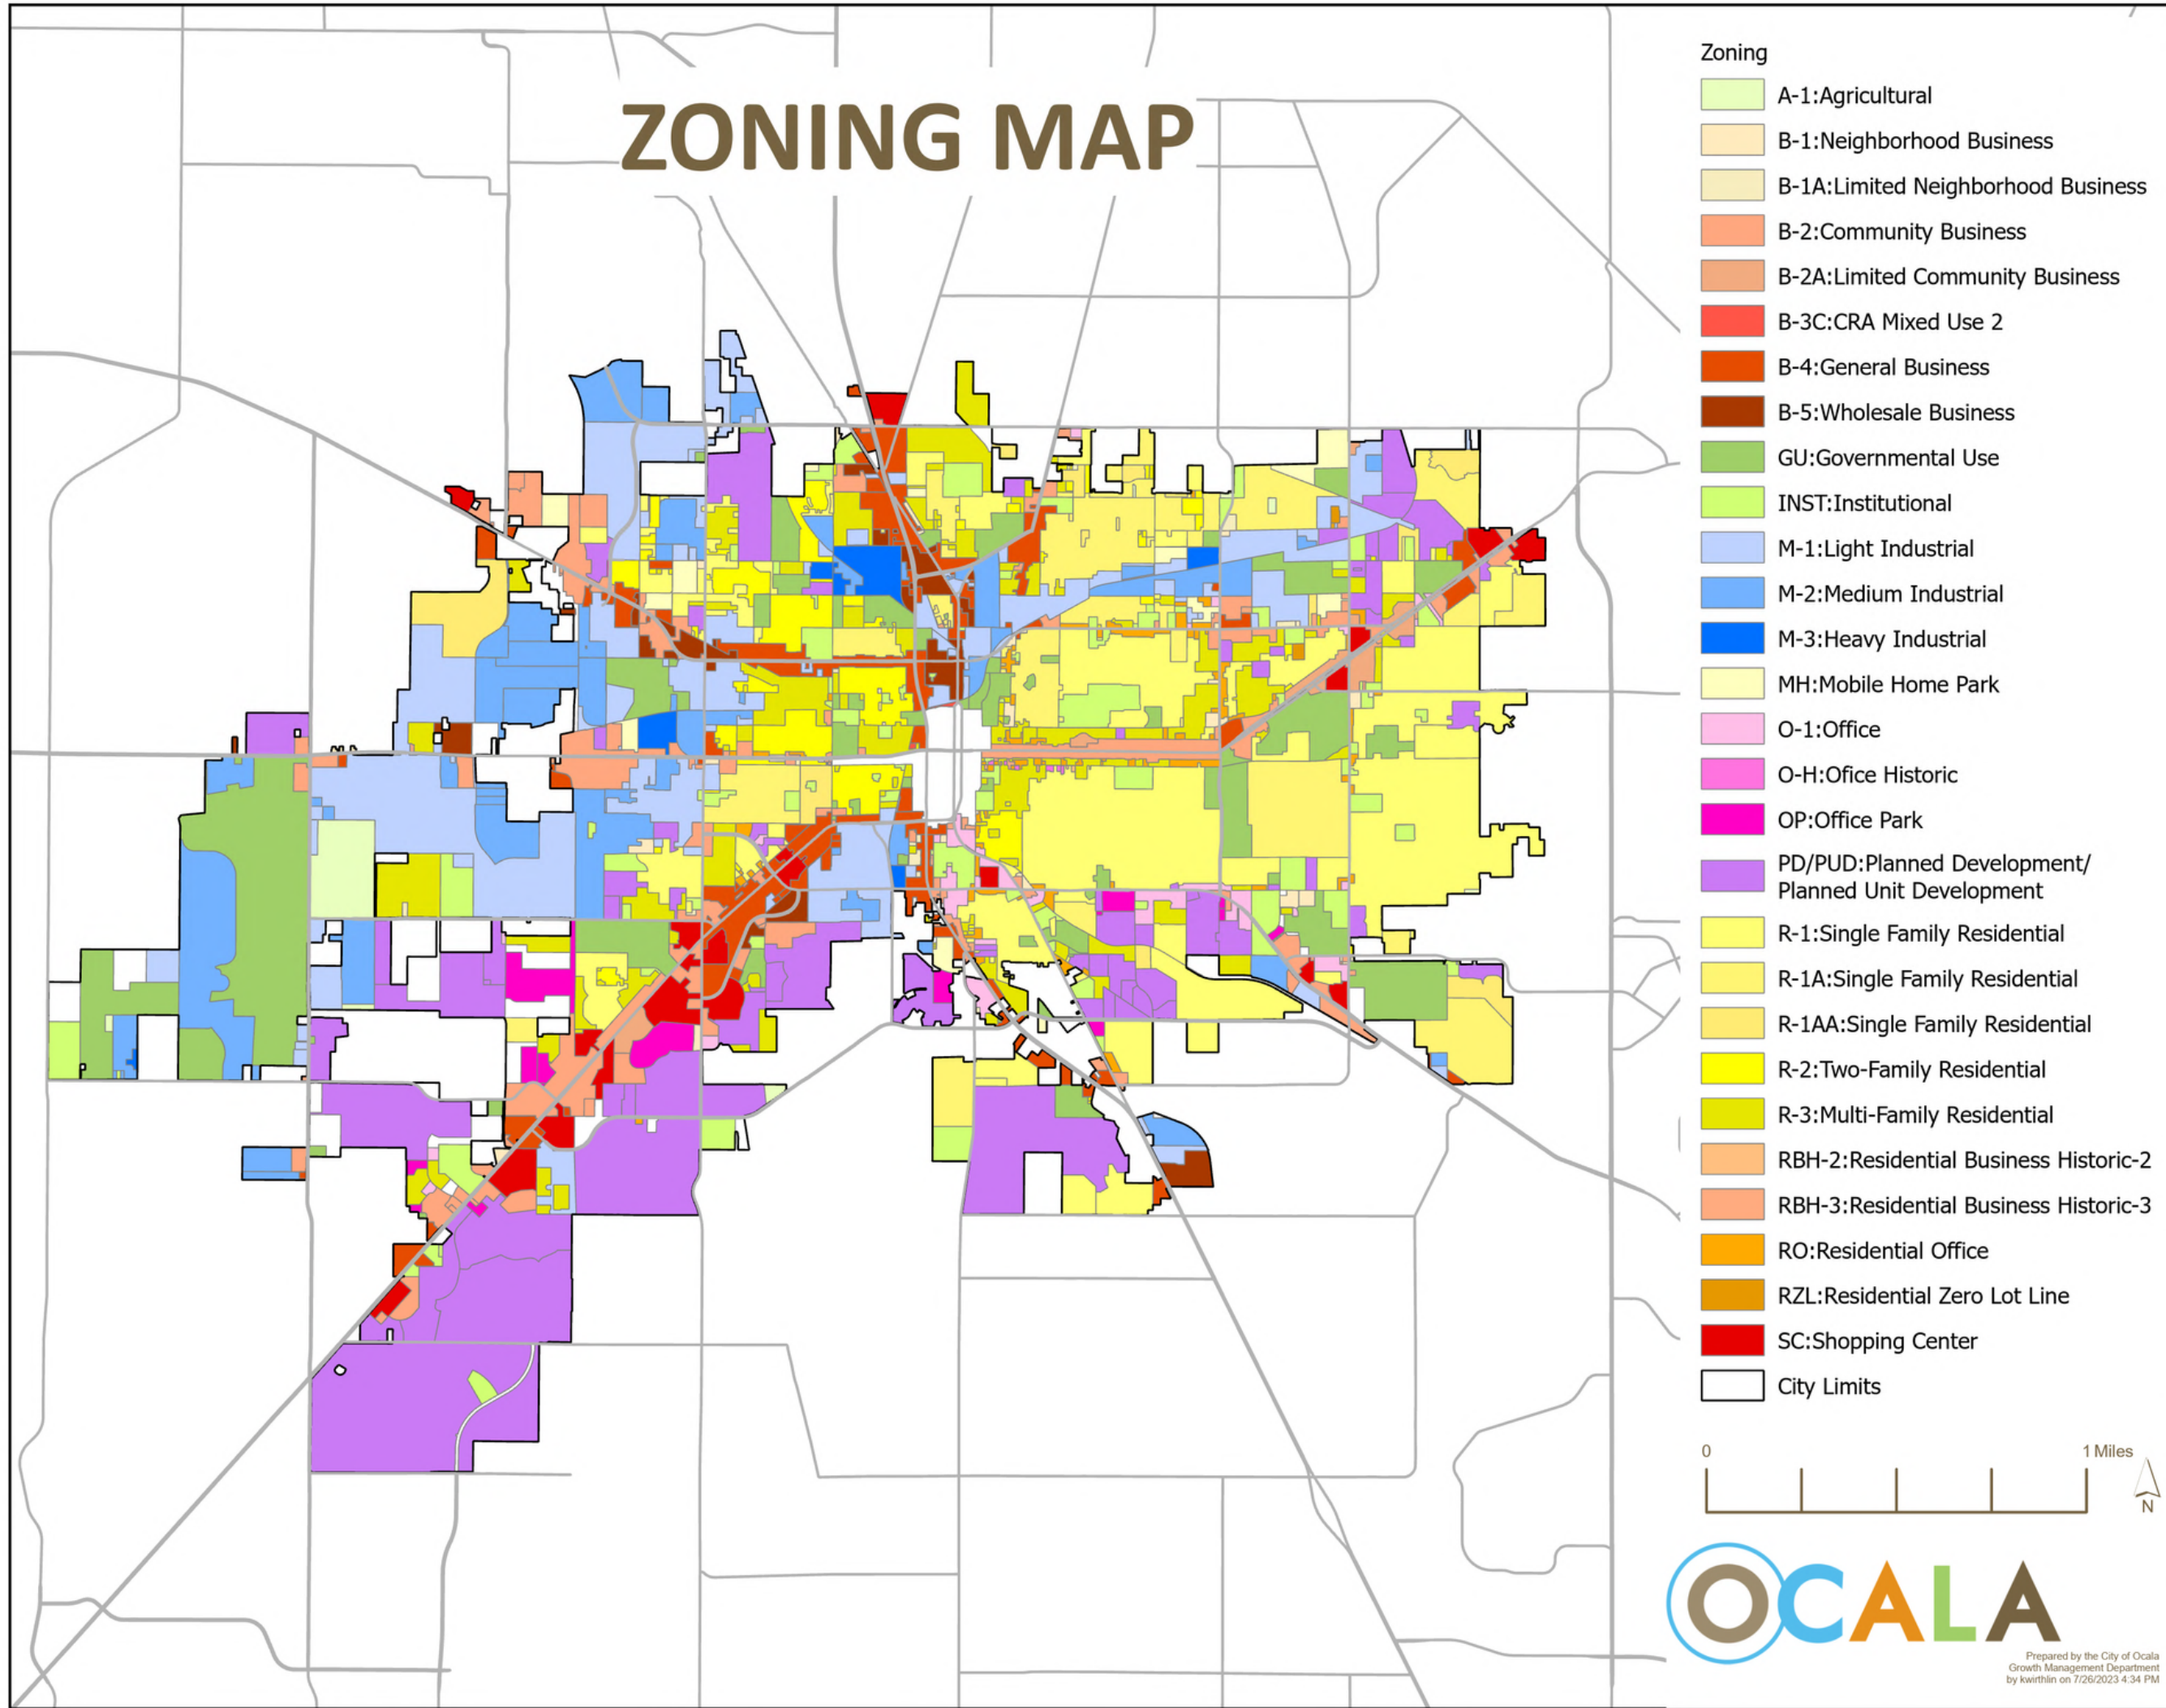 ZONING MAP
Zoning
A-1:Agricultural
B-1:Neighborhood Business
B-1A:Limited Neighborhood Business
B-2:Community Business
B-2A:Limited Community Business
B-3C:CRA Mixed Use 2
B-4:General Business
B-5:Wholesale Business
GU:Governmental Use
INST:Institutional
M-1:Light Industrial
M-2:Medium Industrial
M-3:Heavy Industrial
MH:Mobile Home Park
O-1:Office
O-H:Ofice Historic
OP:Office Park
PD/PUD:Planned Development/
Planned Unit Development
R-1:Single Family Residential
R-1A:Single Family Residential
R-1AA:Single Family Residential
R-2:Two-Family Residential
R-3:Multi-Family Residential
RBH-2:Residential Business Historic-2
RBH-3:Residential Business Historic-3
RO:Residential Office
RZL:Residential Zero Lot Line
SC:Shopping Center
City Limits
0 1 Miles
N
OCALA
Prepared by the City of Ocala
Growth Management Department
by kwirthlin on 7/26/2023 4:34 PM